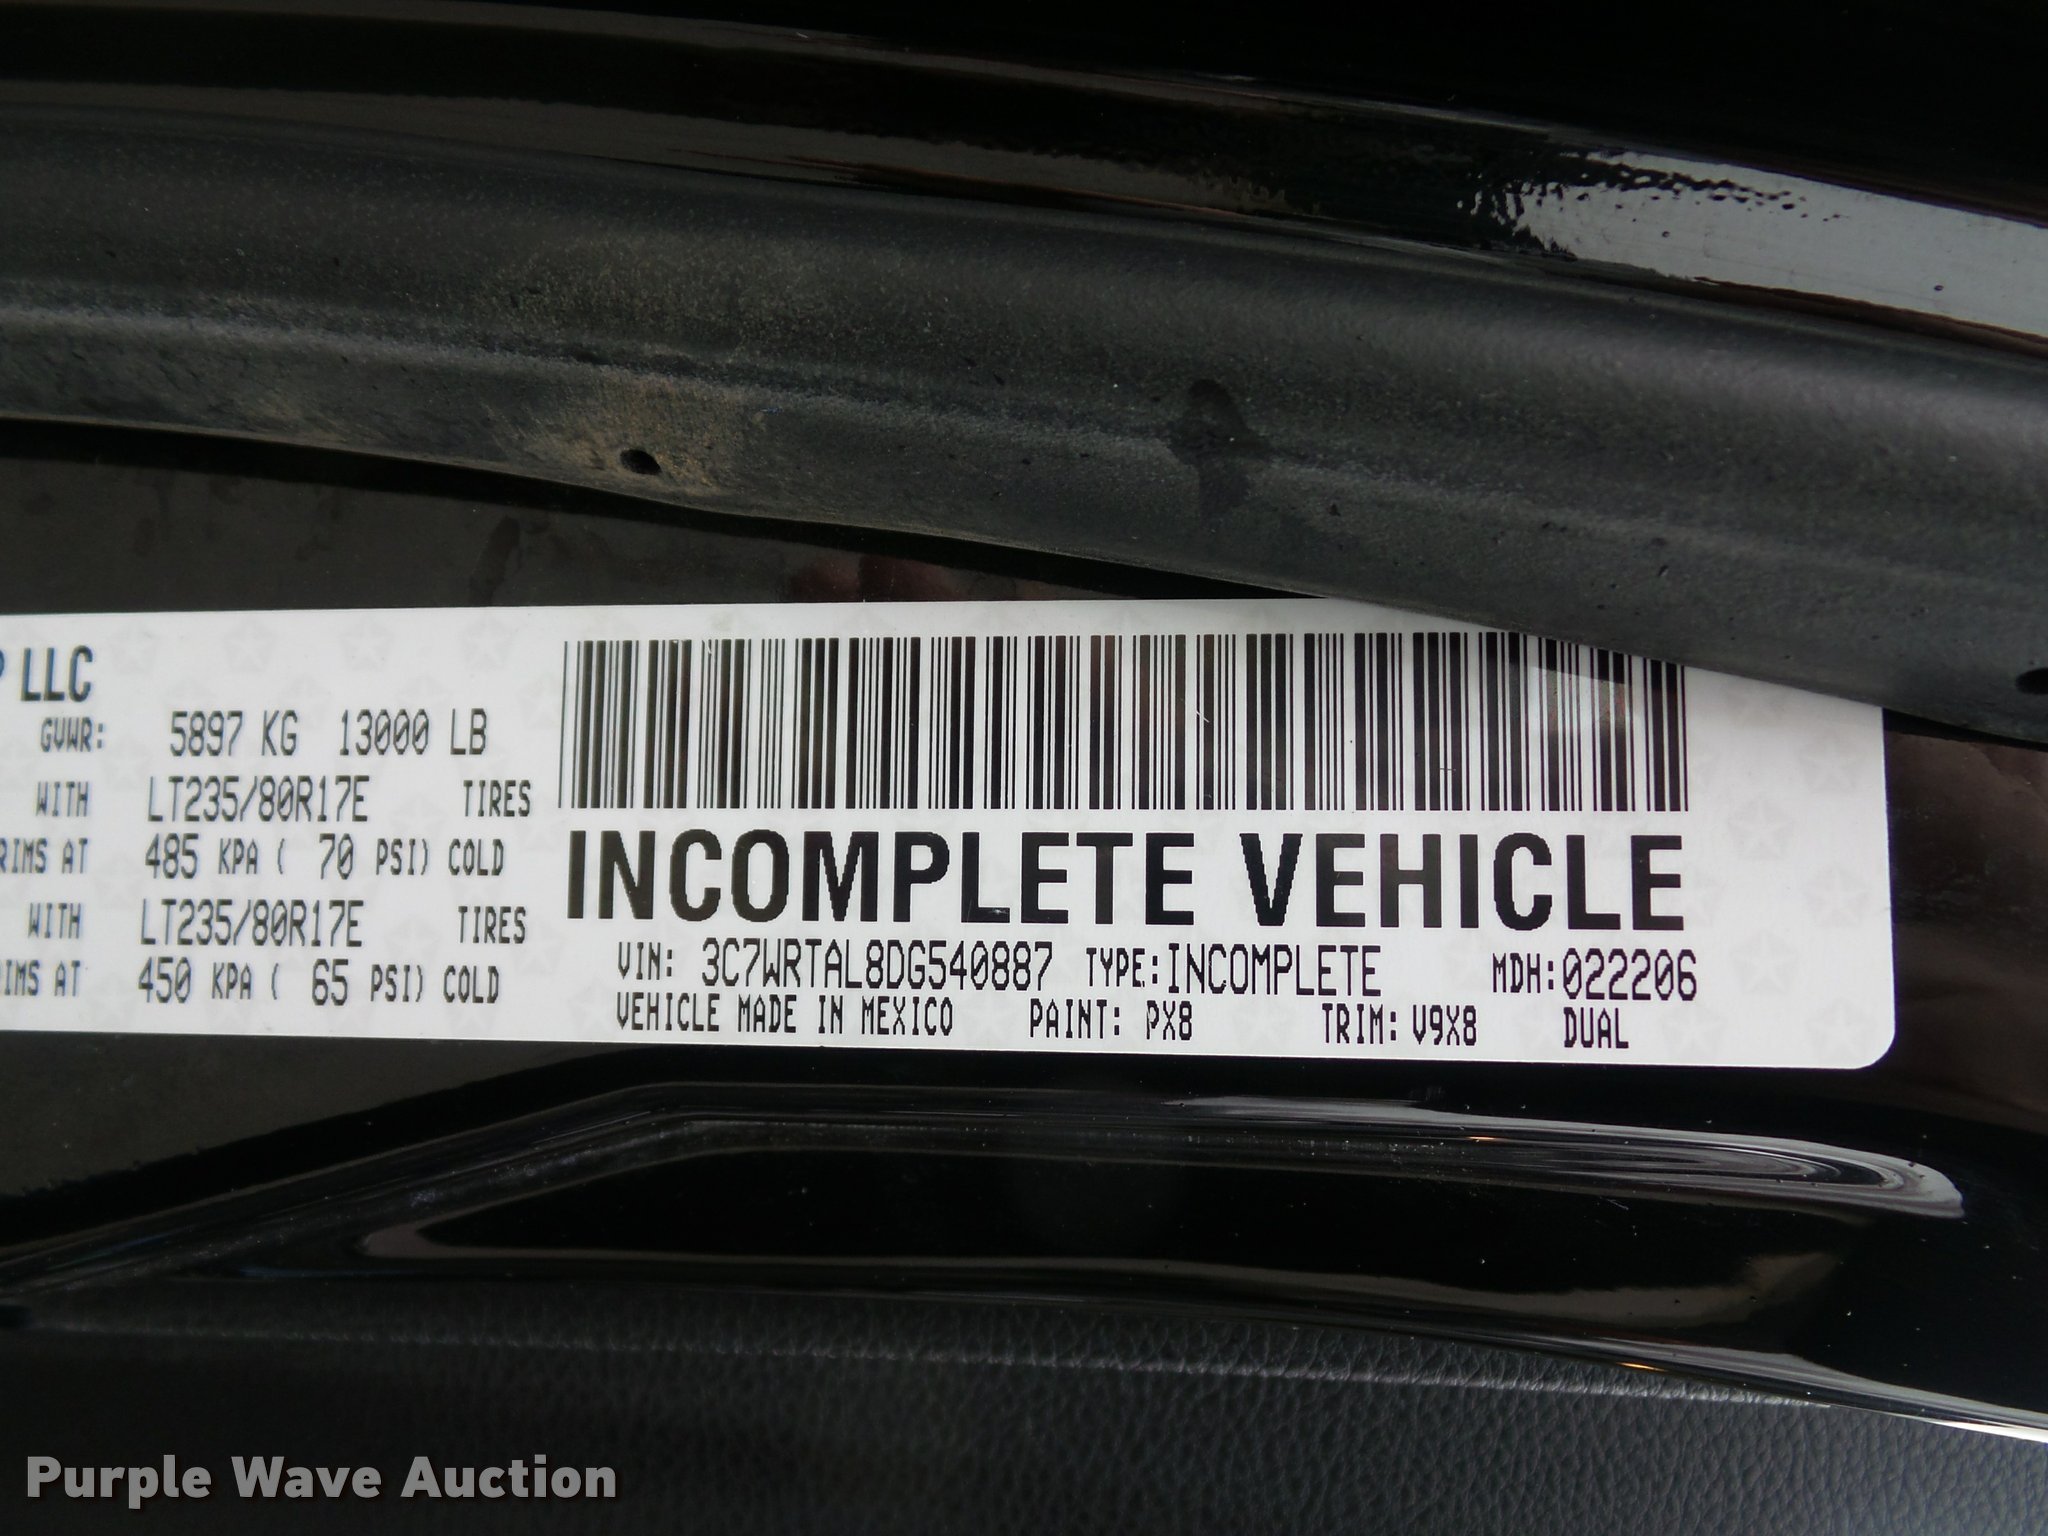 LLC
GVWR: 5897 KG 13000 LB
WITH LT235/80R17E TIRES
RIMS AT 485 KPA ( 70 PSI) COLD
WITH LT235/80R17E TIRES
RIMS AT 450 KPA ( 65 PSI) COLD
INCOMPLETE VEHICLE
VIN: 3C7WRTAL8DG540887 TYPE:INCOMPLETE MDH:022206
VEHICLE MADE IN MEXICO PAINT: PX8 TRIM: V9X8 DUAL
Purple Wave Auction